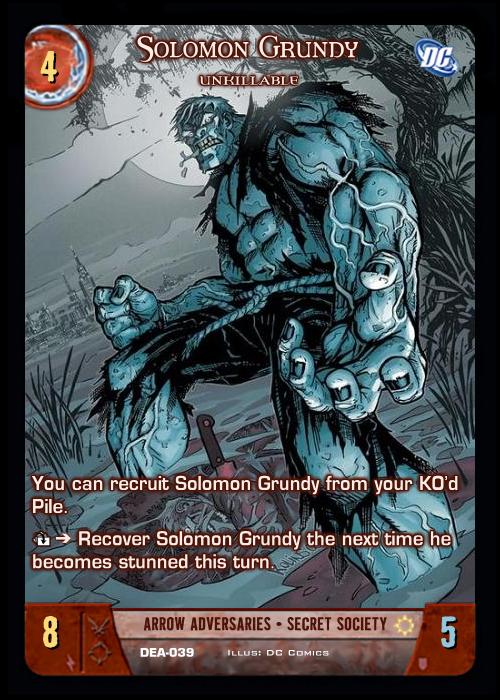 4
Solomon Grundy
DC
UNKILLABLE
You can recruit Solomon Grundy from your KO'd
Pile.
➔ Recover Solomon Grundy the next time he
becomes stunned this turn.
8
ARROW ADVERSARIES • SECRET SOCIETY
5
DEA-039 Illus: DC Comics